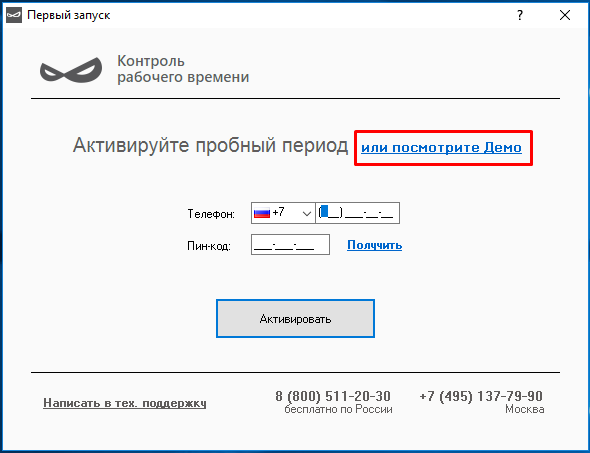 Первый запуск
?
Контроль
рабочего времени
Активируйте пробный период или посмотрите Демо
Телефон: +7 (___) ___-__-__
Пин-код: ___-___-___ Получить
Активировать
Написать в тех. поддержку 8 (800) 511-20-30 +7 (495) 137-79-90
бесплатно по России Москва